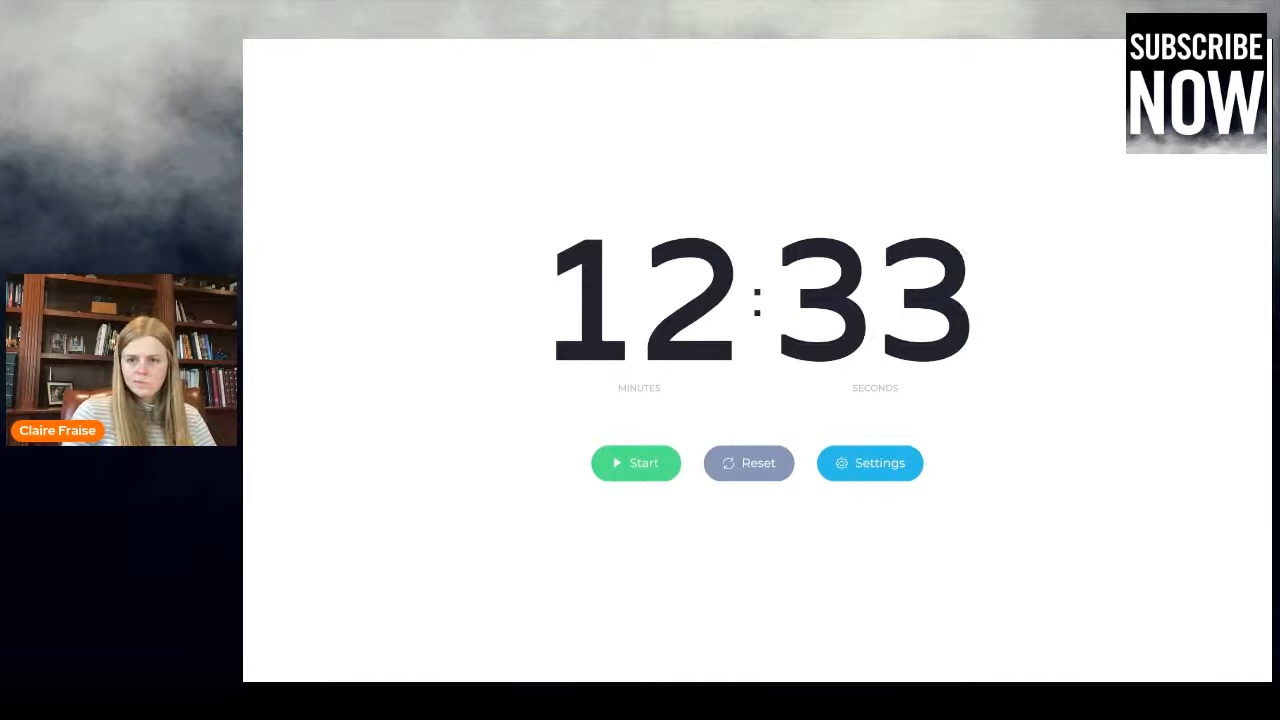 SUBSCRIBE
NOW
12:33
MINUTES SECONDS
Start Reset Settings
Claire Fraise